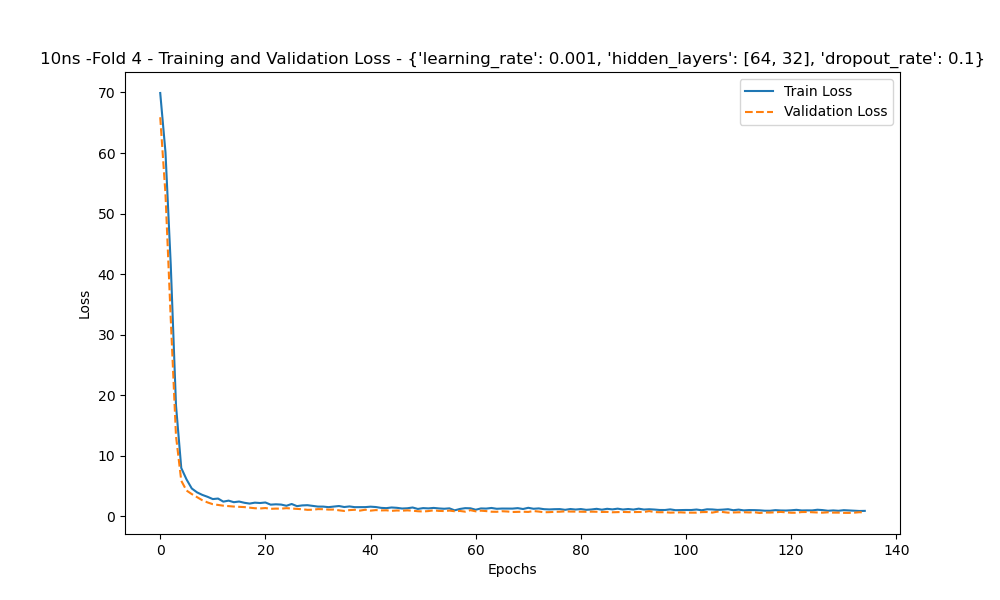 10ns -Fold 4 - Training and Validation Loss - {'learning_rate': 0.001, 'hidden_layers': [64, 32], 'dropout_rate': 0.1}
Train Loss
Validation Loss
70
60
50
40
30
20
10
0
Loss
0 20 40 60 80 100 120 140
Epochs